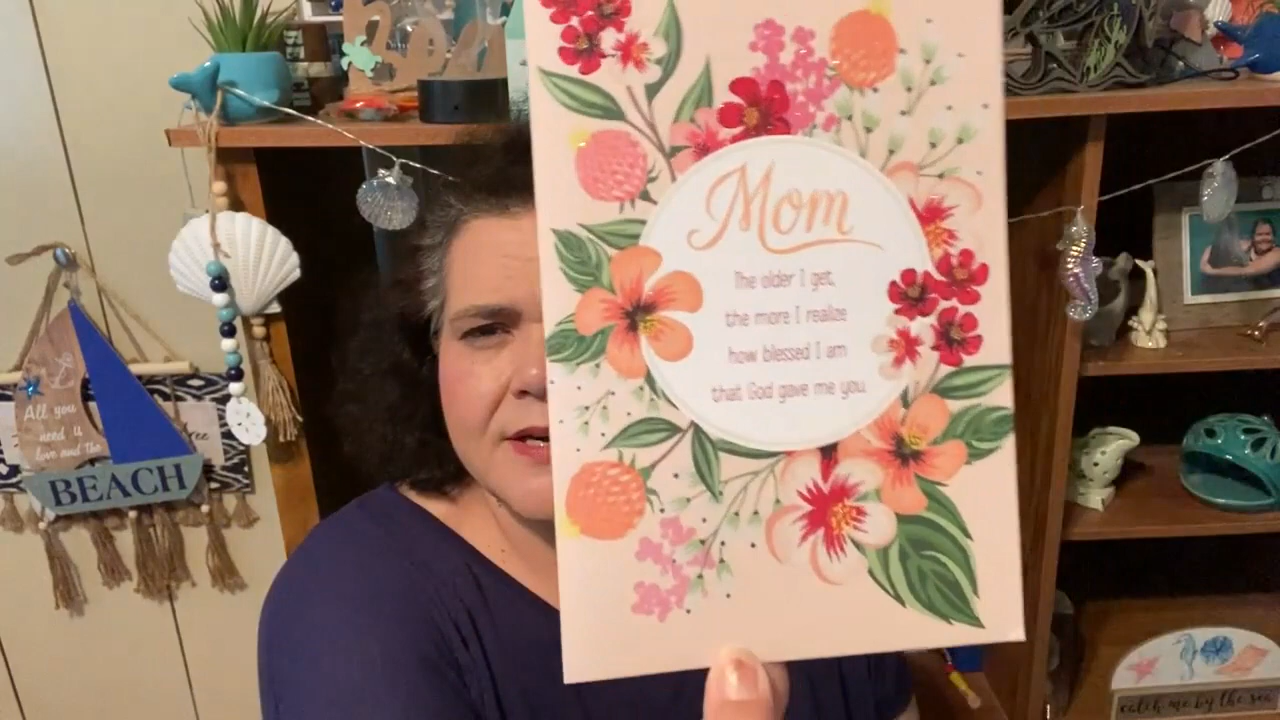 Mom
The older I get,
the more I realize
how blessed I am
that God gave me you.
All you
need is
love and the
BEACH
catch me by the sea